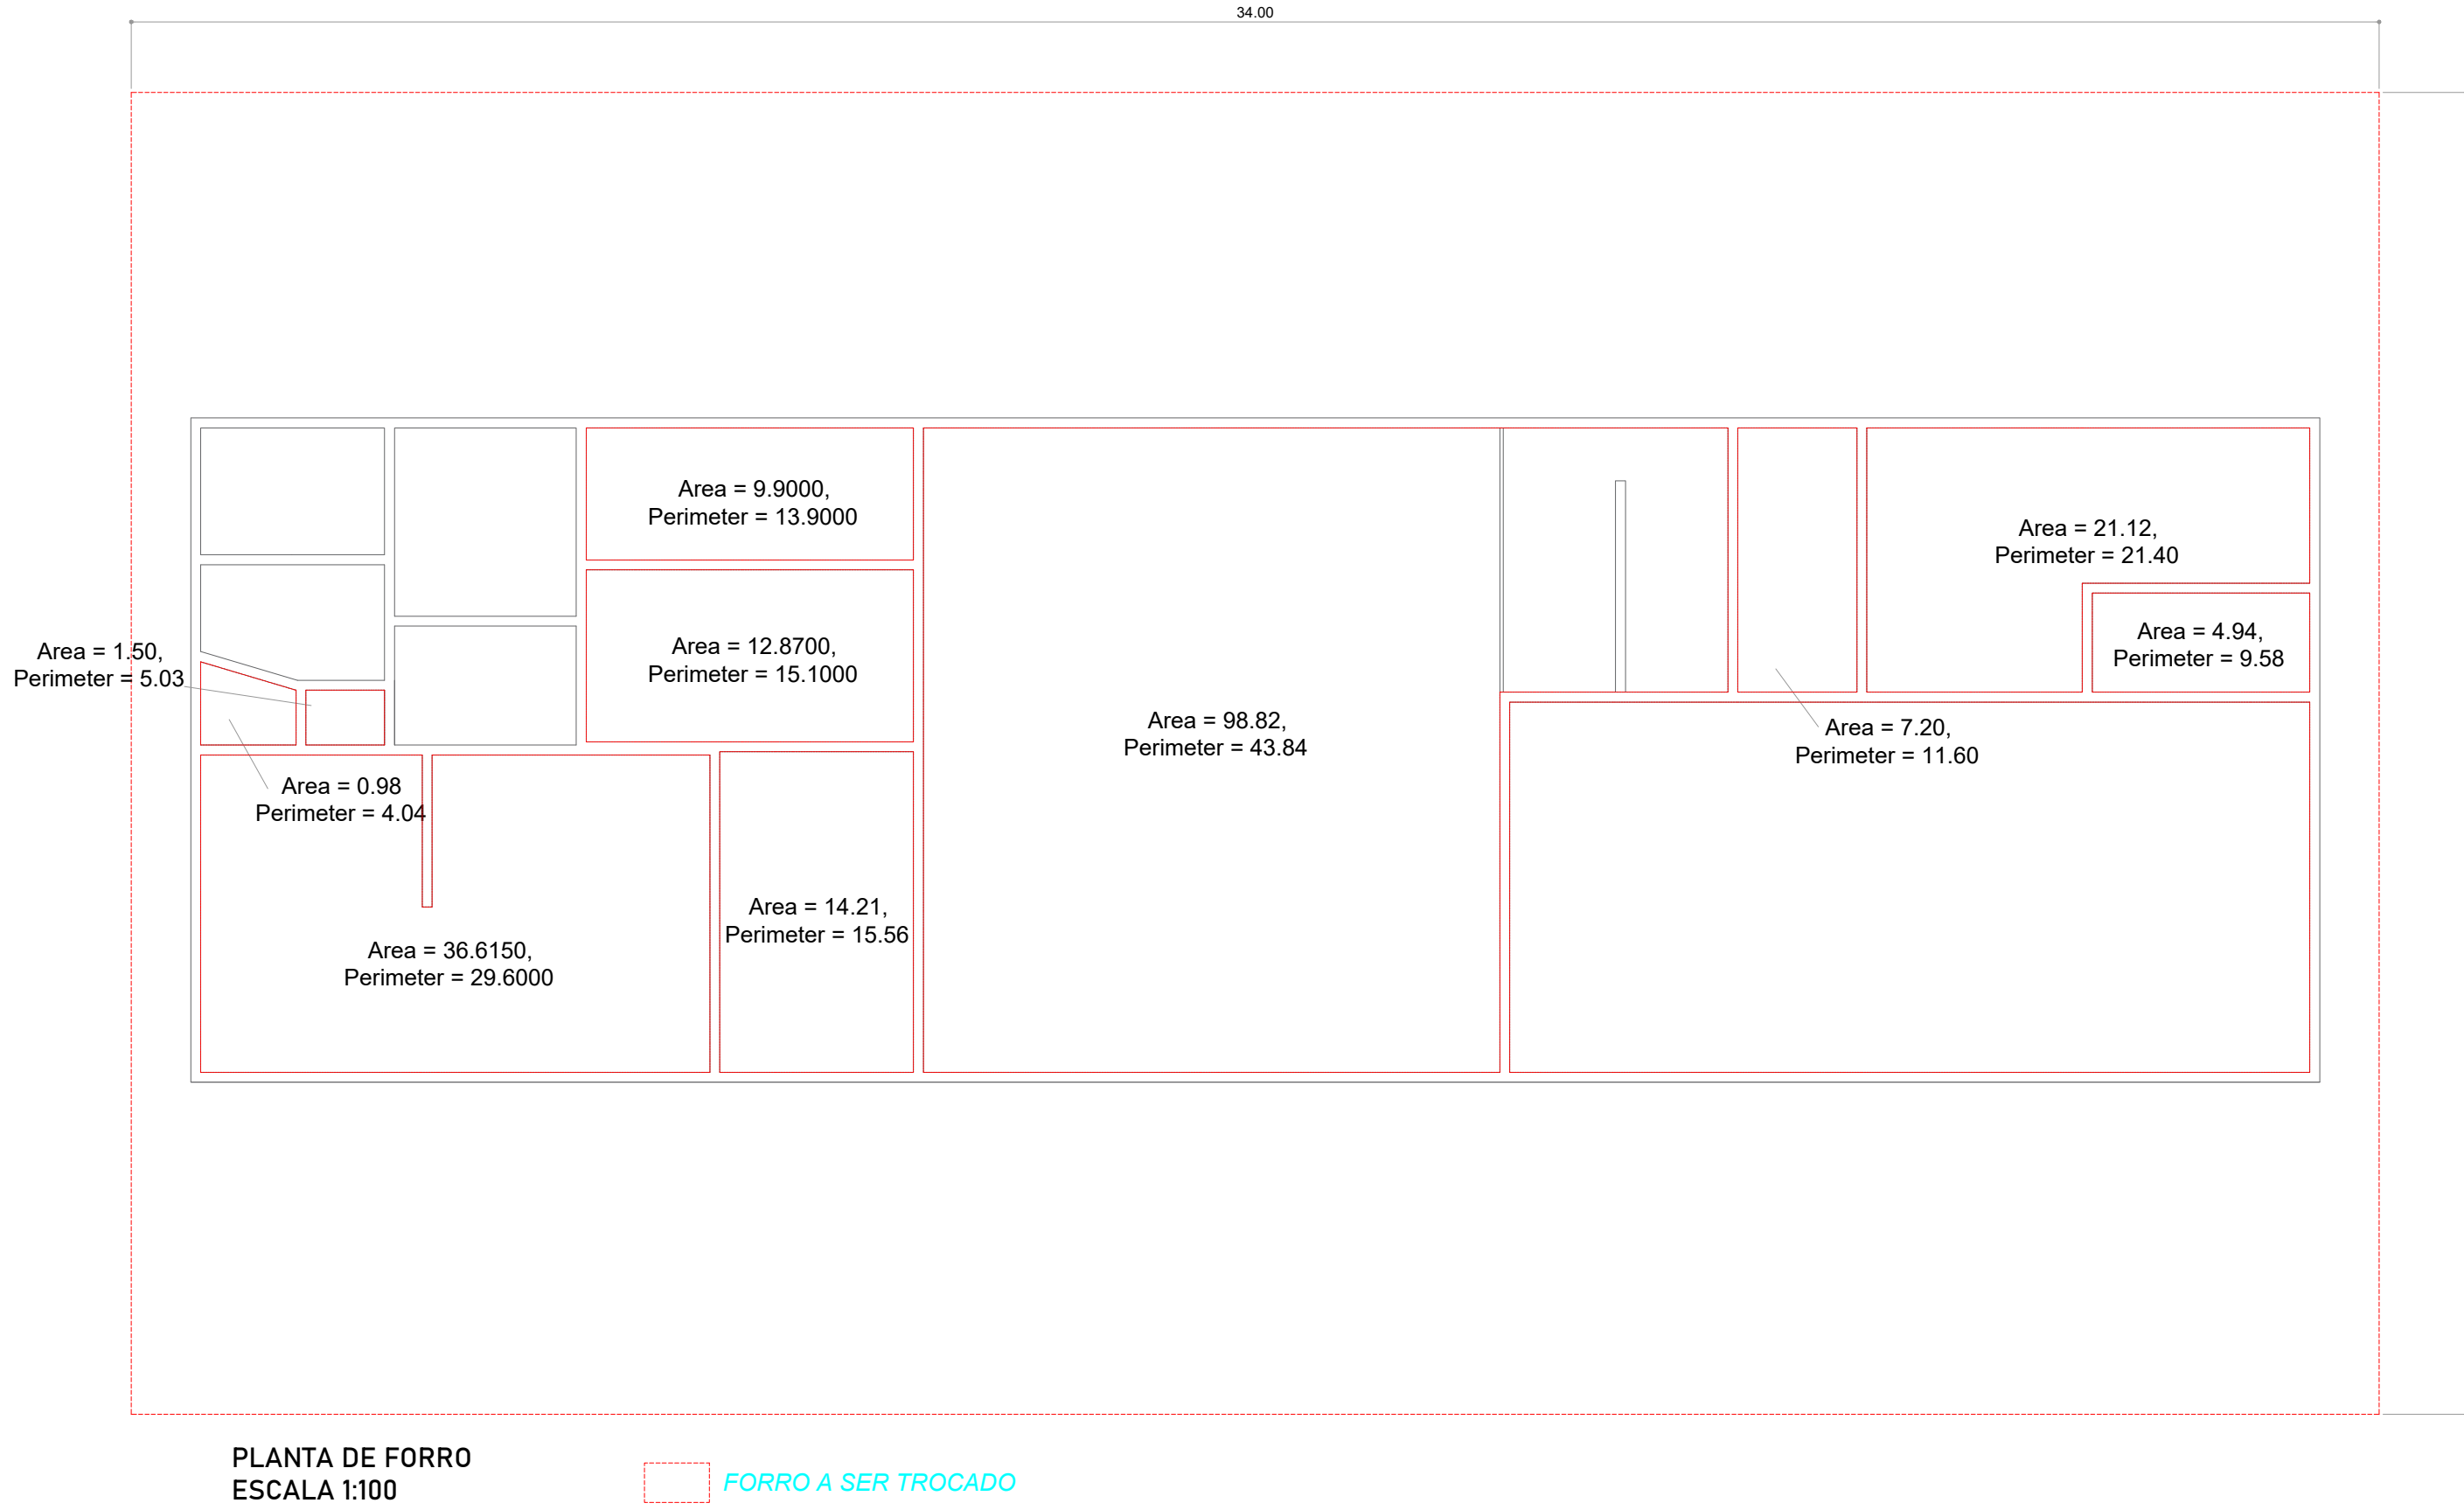 34.00
Area = 9.9000,
Perimeter = 13.9000
Area = 21.12,
Perimeter = 21.40
Area = 1.50,
Perimeter = 5.03
Area = 12.8700,
Perimeter = 15.1000
Area = 4.94,
Perimeter = 9.58
Area = 98.82,
Perimeter = 43.84
Area = 7.20,
Perimeter = 11.60
Area = 0.98
Perimeter = 4.04
Area = 14.21,
Perimeter = 15.56
Area = 36.6150,
Perimeter = 29.6000
PLANTA DE FORRO
ESCALA 1:100
FORRO A SER TROCADO